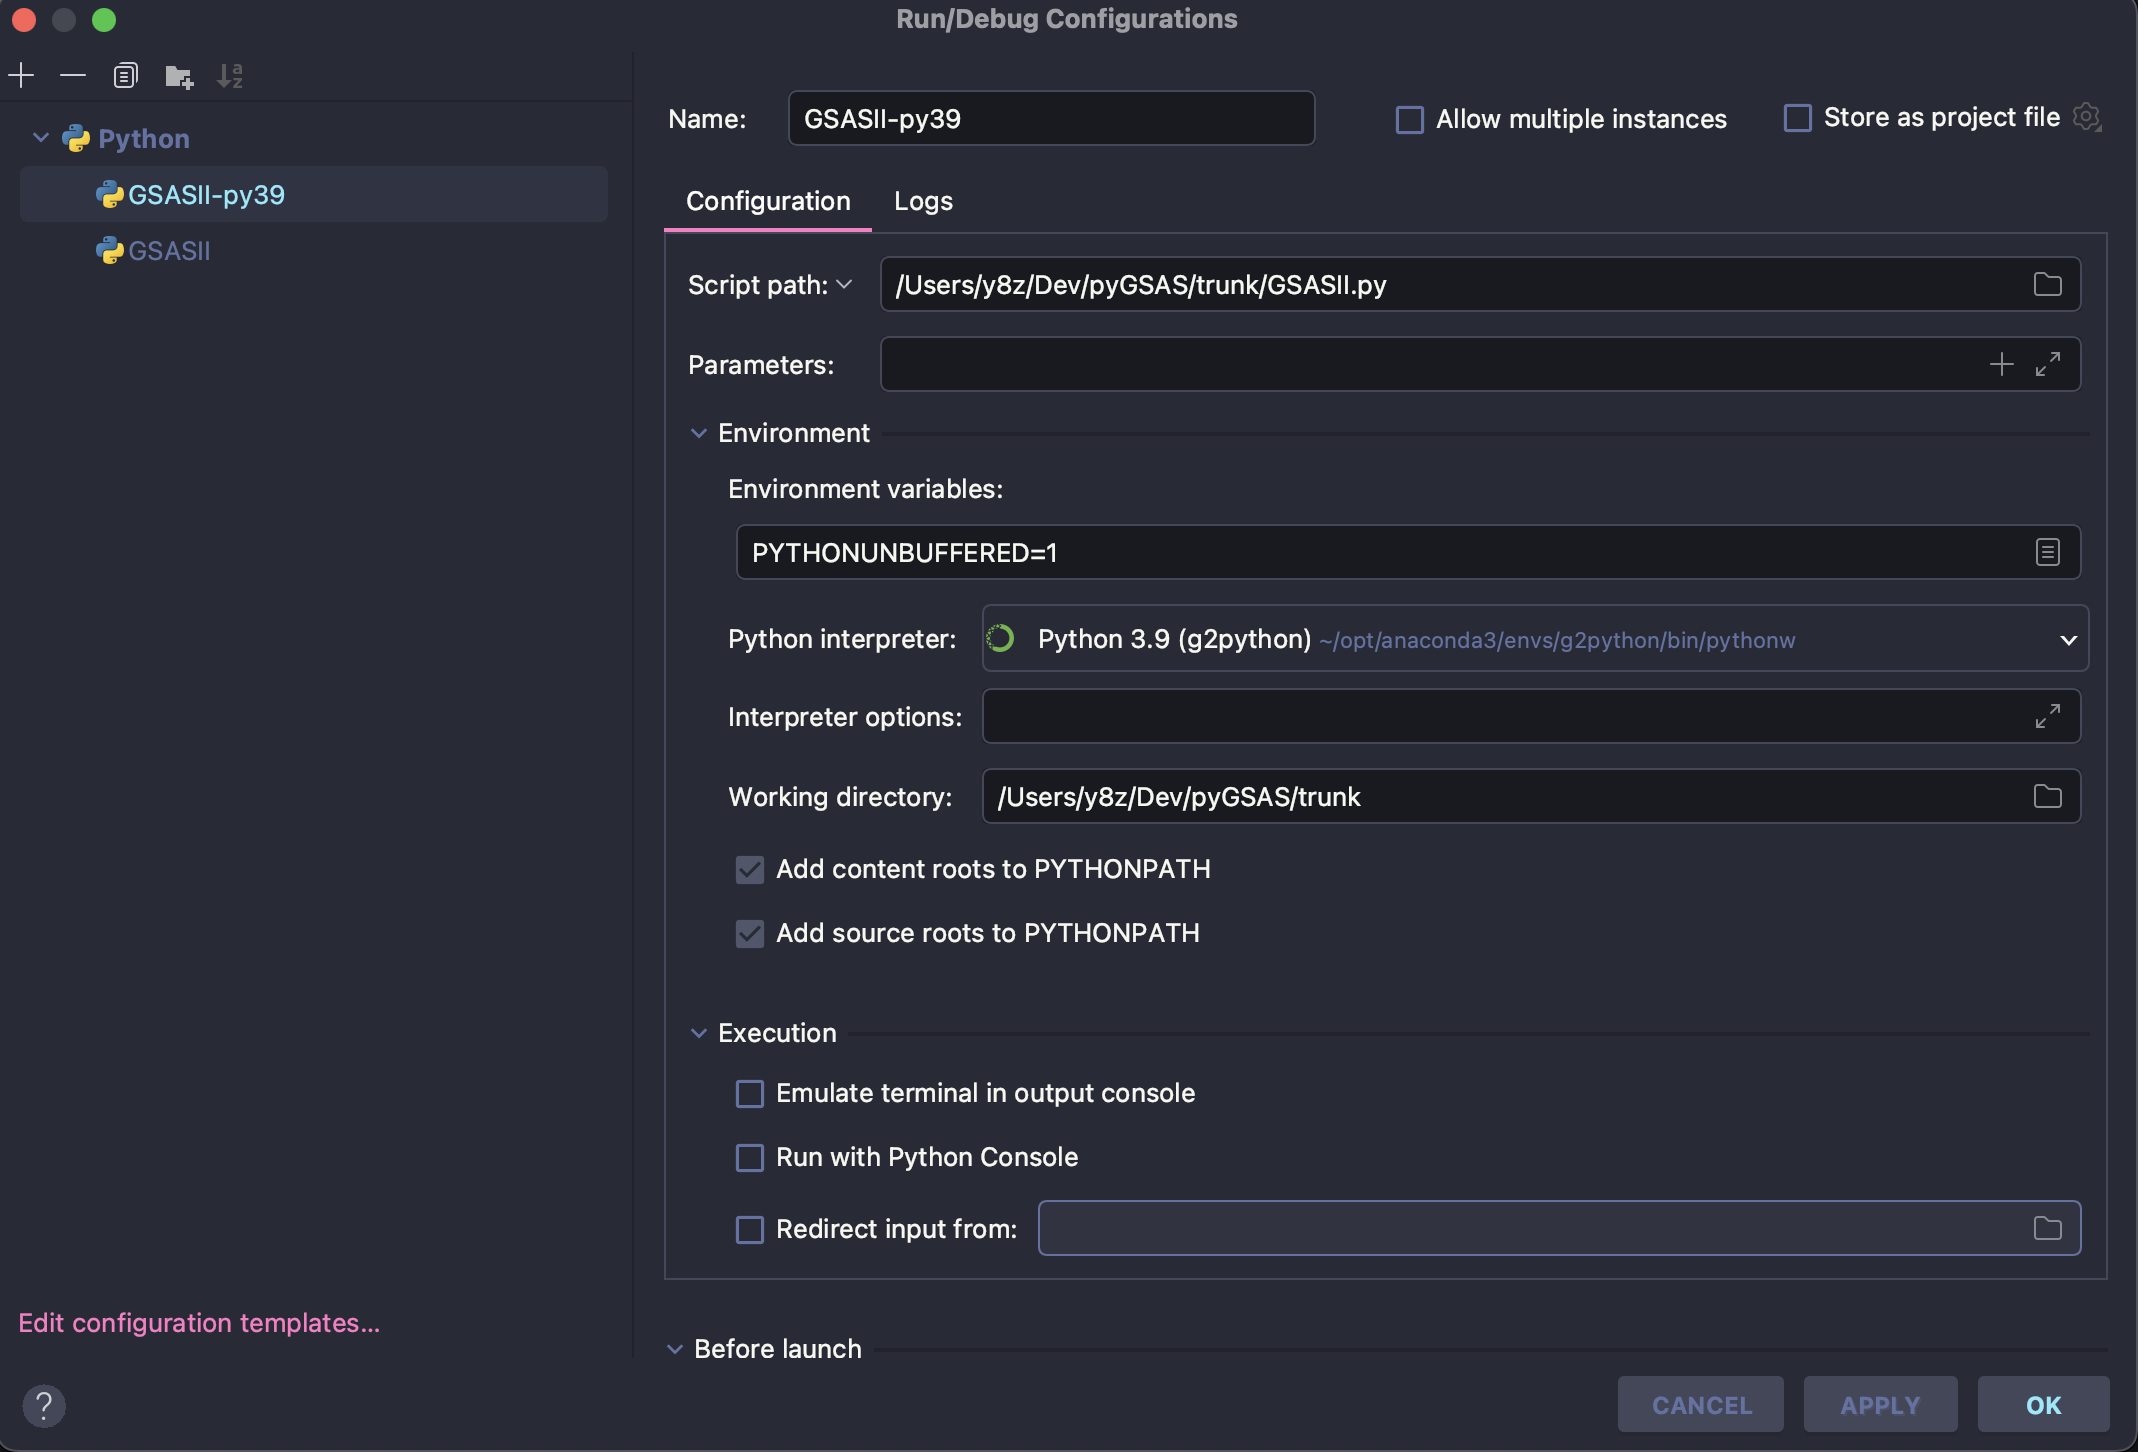 Run/Debug Configurations
Python
GSASII-py39
GSASII
Edit configuration templates...
Name: GSASII-py39
Allow multiple instances
Store as project file
Configuration Logs
Script path: /Users/y8z/Dev/pyGSAS/trunk/GSASII.py
Parameters:
Environment
Environment variables:
PYTHONUNBUFFERED=1
Python interpreter: Python 3.9 (g2python) ~/opt/anaconda3/envs/g2python/bin/pythonw
Interpreter options:
Working directory: /Users/y8z/Dev/pyGSAS/trunk
Add content roots to PYTHONPATH
Add source roots to PYTHONPATH
Execution
Emulate terminal in output console
Run with Python Console
Redirect input from:
Before launch
?
CANCEL APPLY OK